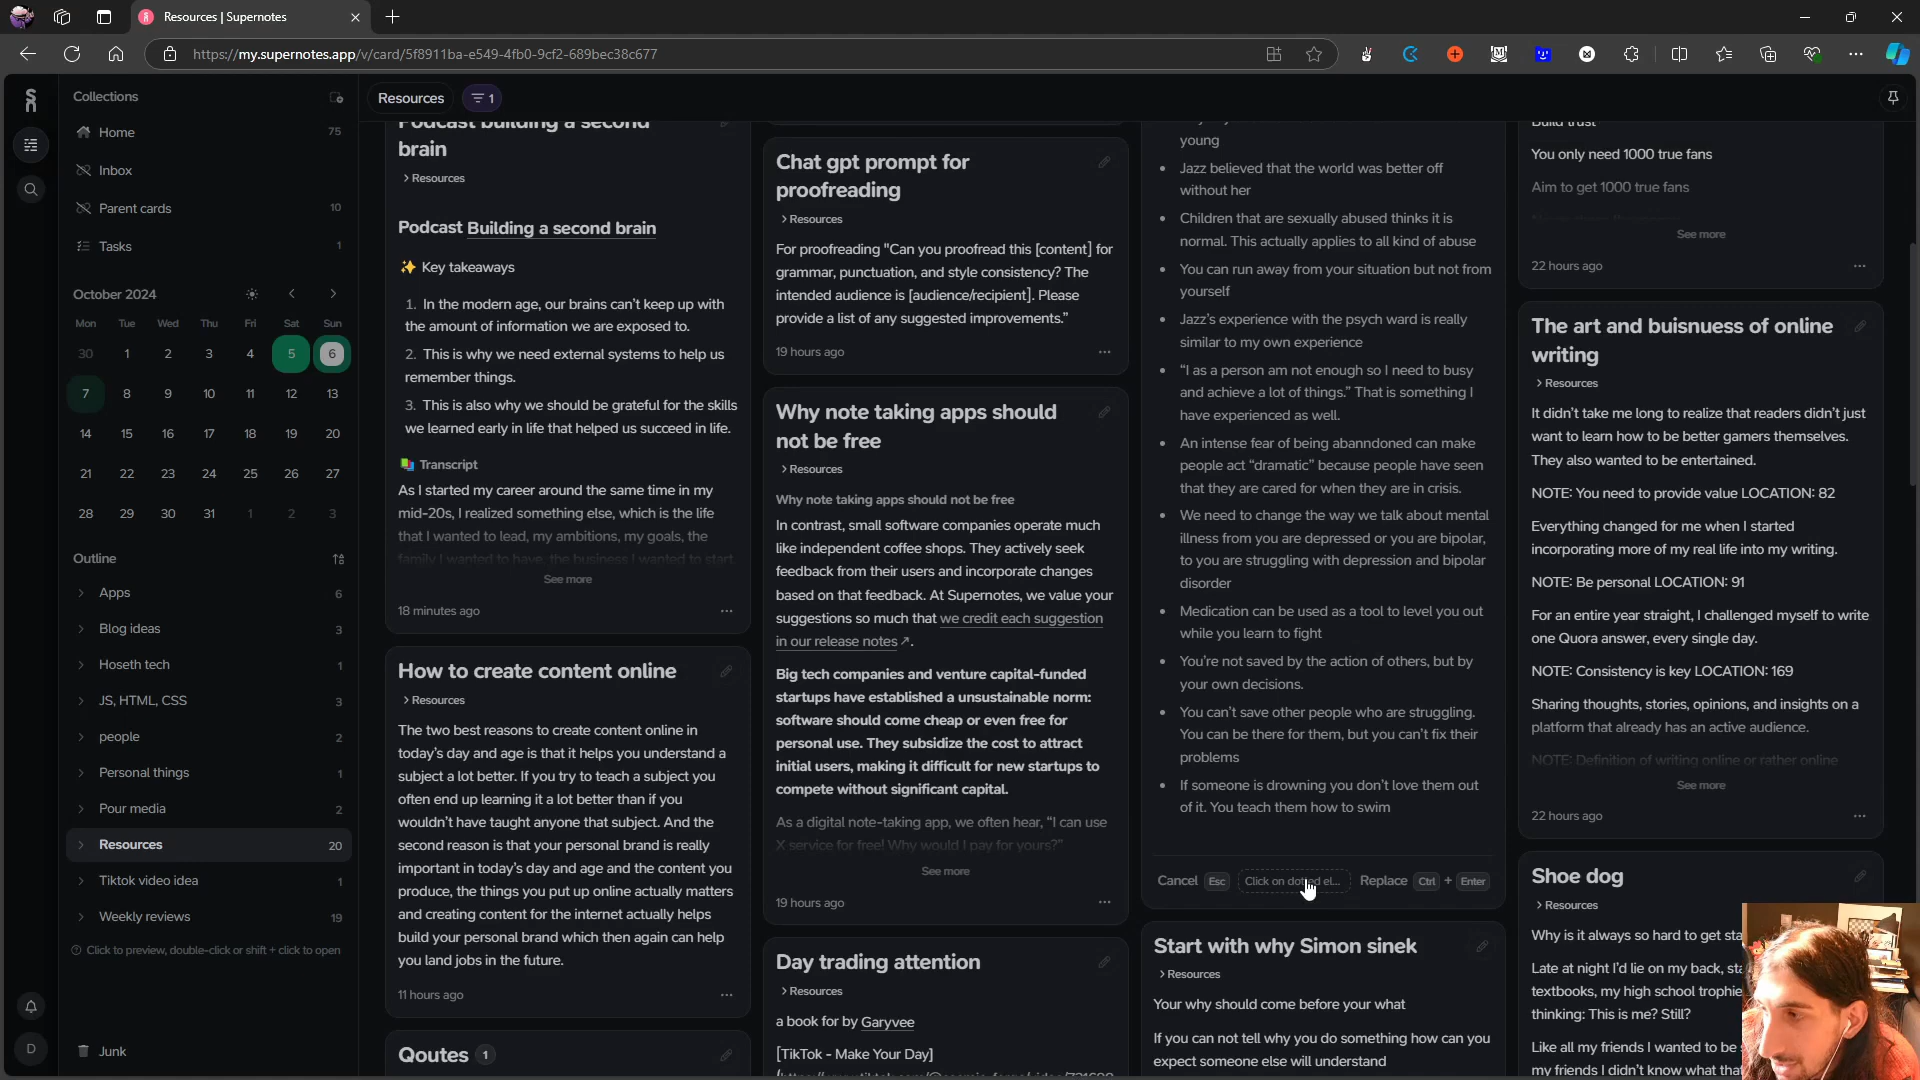 Resources | Supernotes
https://my.supernotes.app/v/card/5f8911ba-e549-4fb0-9cf2-689bec38c677
Collections
Home 75
Inbox
Parent cards 10
Tasks 1
October 2024
Mon Tue Wed Thu Fri Sat Sun
30 1 2 3 4 5 6
7 8 9 10 11 12 13
14 15 16 17 18 19 20
21 22 23 24 25 26 27
28 29 30 31 1 2 3
Outline
Apps 6
Blog ideas 3
Hoseth tech 1
JS, HTML, CSS 3
people 2
Personal things 1
Pour media 2
Resources 20
Tiktok video idea 1
Weekly reviews 19
Click to preview, double-click or shift + click to open
D
Junk
Resources 1
Podcast building a second
brain
> Resources
Podcast Building a second brain
✨ Key takeaways
1. In the modern age, our brains can't keep up with
the amount of information we are exposed to.
2. This is why we need external systems to help us
remember things.
3. This is also why we should be grateful for the skills
we learned early in life that helped us succeed in life.
📚 Transcript
As I started my career around the same time in my
mid-20s, I realized something else, which is the life
that I wanted to lead, my ambitions, my goals, the
family I wanted to have, the business I wanted to start
See more
18 minutes ago
How to create content online
> Resources
The two best reasons to create content online in
today's day and age is that it helps you understand a
subject a lot better. If you try to teach a subject you
often end up learning it a lot better than if you
wouldn't have taught anyone that subject. And the
second reason is that your personal brand is really
important in today's day and age and the content you
produce, the things you put up online actually matters
and creating content for the internet actually helps
build your personal brand which then again can help
you land jobs in the future.
11 hours ago
Qoutes 1
Chat gpt prompt for
proofreading
> Resources
For proofreading "Can you proofread this [content] for
grammar, punctuation, and style consistency? The
intended audience is [audience/recipient]. Please
provide a list of any suggested improvements."
19 hours ago
Why note taking apps should
not be free
> Resources
Why note taking apps should not be free
In contrast, small software companies operate much
like independent coffee shops. They actively seek
feedback from their users and incorporate changes
based on that feedback. At Supernotes, we value your
suggestions so much that we credit each suggestion
in our release notes ↗.
Big tech companies and venture capital-funded
startups have established a unsustainable norm:
software should come cheap or even free for
personal use. They subsidize the cost to attract
initial users, making it difficult for new startups to
compete without significant capital.
As a digital note-taking app, we often hear, "I can use
X service for free! Why would I pay for yours?"
See more
19 hours ago
Day trading attention
> Resources
a book for by Garyvee
[TikTok - Make Your Day]
young
• Jazz believed that the world was better off
without her
• Children that are sexually abused thinks it is
normal. This actually applies to all kind of abuse
• You can run away from your situation but not from
yourself
• Jazz's experience with the psych ward is really
similar to my own experience
• "I as a person am not enough so I need to busy
and achieve a lot of things." That is something I
have experienced as well.
• An intense fear of being abanndoned can make
people act "dramatic" because people have seen
that they are cared for when they are in crisis.
• We need to change the way we talk about mental
illness from you are depressed or you are bipolar,
to you are struggling with depression and bipolar
disorder
• Medication can be used as a tool to level you out
while you learn to fight
• You're not saved by the action of others, but by
your own decisions.
• You can't save other people who are struggling.
You can be there for them, but you can't fix their
problems
• If someone is drowning you don't love them out
of it. You teach them how to swim
Cancel Esc Click on dotted el... Replace Ctrl + Enter
Start with why Simon sinek
> Resources
Your why should come before your what
If you can not tell why you do something how can you
expect someone else will understand
Build trust
You only need 1000 true fans
Aim to get 1000 true fans
See more
22 hours ago
The art and buisnuess of online
writing
> Resources
It didn't take me long to realize that readers didn't just
want to learn how to be better gamers themselves.
They also wanted to be entertained.
NOTE: You need to provide value LOCATION: 82
Everything changed for me when I started
incorporating more of my real life into my writing.
NOTE: Be personal LOCATION: 91
For an entire year straight, I challenged myself to write
one Quora answer, every single day.
NOTE: Consistency is key LOCATION: 169
Sharing thoughts, stories, opinions, and insights on a
platform that already has an active audience.
NOTE: Definition of writing online or rather online
See more
22 hours ago
Shoe dog
> Resources
Why is it always so hard to get sta
Late at night I'd lie on my back, sta
textbooks, my high school trophie
thinking: This is me? Still?
Like all my friends I wanted to be
my friends I didn't know what tha